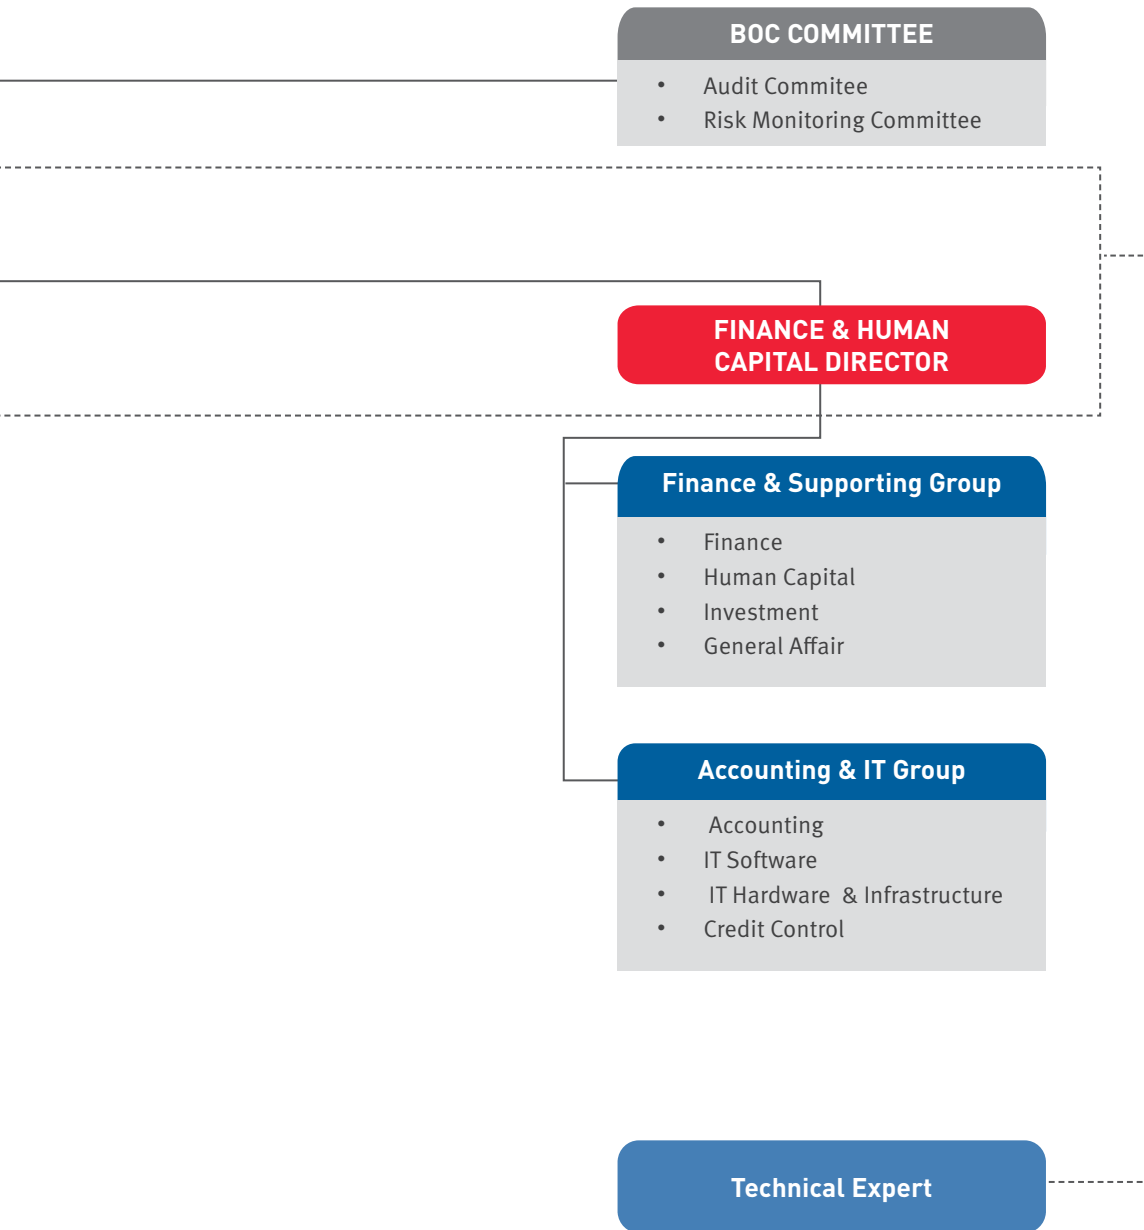 BOC COMMITTEE
• Audit Commitee
• Risk Monitoring Committee
FINANCE & HUMAN
CAPITAL DIRECTOR
Finance & Supporting Group
• Finance
• Human Capital
• Investment
• General Affair
Accounting & IT Group
• Accounting
• IT Software
• IT Hardware & Infrastructure
• Credit Control
Technical Expert